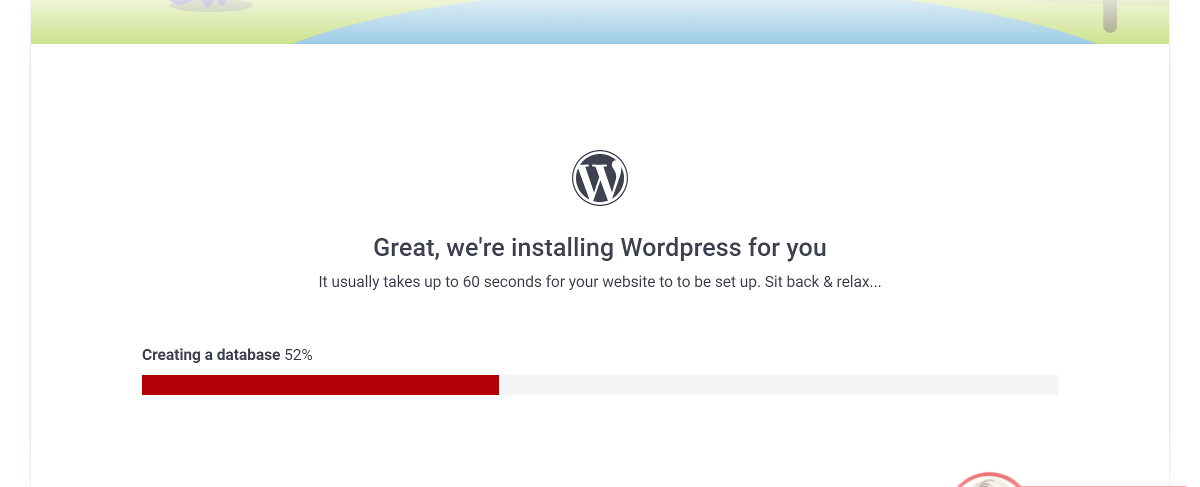 Great, we're installing Wordpress for you
It usually takes up to 60 seconds for your website to to be set up. Sit back & relax...
Creating a database 52%